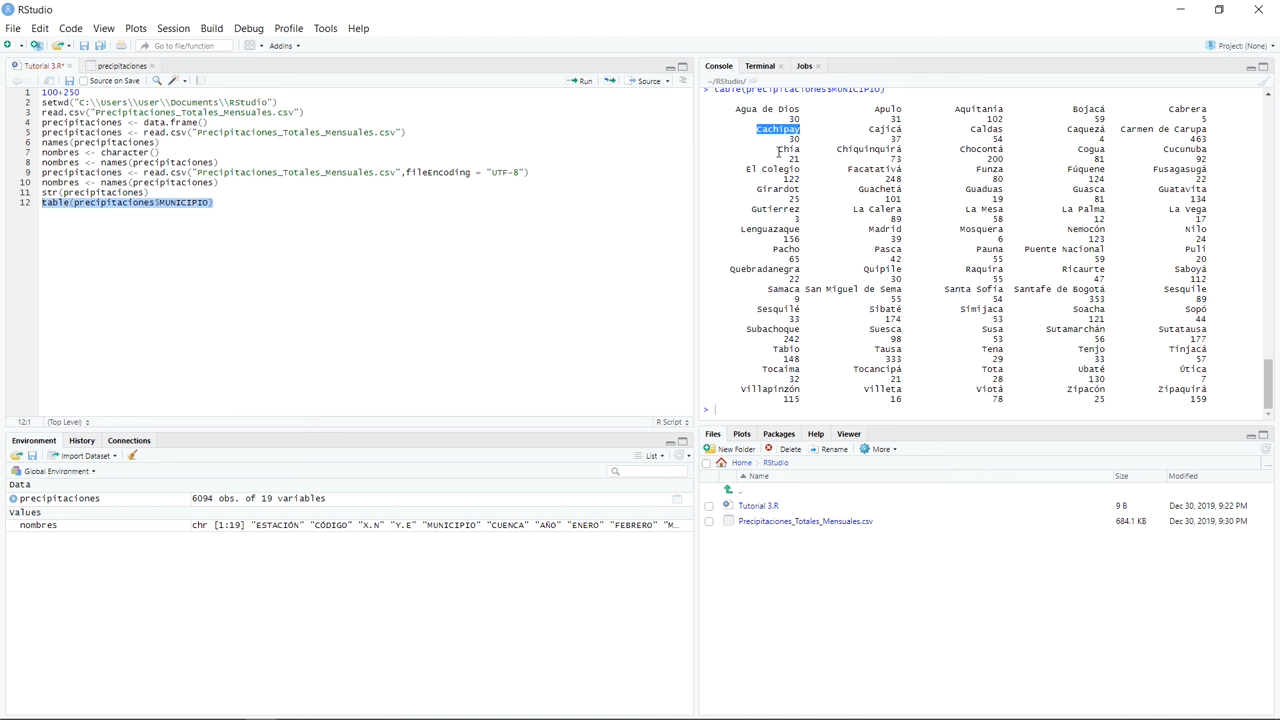 RStudio
File Edit Code View Plots Session Build Debug Profile Tools Help
Go to file/function Addins Project: (None)
Tutorial 3.R* precipitaciones
Source on Save Run Source
1 100+250
2 setwd("C:\\Users\\User\\Documents\\RStudio")
3 read.csv("Precipitaciones_Totales_Mensuales.csv")
4 precipitaciones <- data.frame()
5 precipitaciones <- read.csv("Precipitaciones_Totales_Mensuales.csv")
6 names(precipitaciones)
7 nombres <- character()
8 nombres <- names(precipitaciones)
9 precipitaciones <- read.csv("Precipitaciones_Totales_Mensuales.csv",fileEncoding = "UTF-8")
10 nombres <- names(precipitaciones)
11 str(precipitaciones)
12 table(precipitaciones$MUNICIPIO)
12:1 (Top Level) R Script
Console Terminal Jobs
~/RStudio/
> table(precipitaciones$MUNICIPIO)
Agua de Dios Apulo Aquitania Bojacá Cabrera
30 31 102 59 5
Cachipay Cajicá Caldas Caquezá Carmen de Carupa
30 37 54 4 463
Chia Chiquinquirá Chocontá Cogua Cucunuba
21 73 200 81 92
El Colegio Facatativá Funza Fúquene Fusagasugá
122 248 80 124 22
Girardot Guachetá Guaduas Guasca Guatavita
25 101 19 81 134
Gutierrez La Calera La Mesa La Palma La Vega
3 89 58 12 17
Lenguazaque Madrid Mosquera Nemocón Nilo
156 39 6 123 24
Pacho Pasca Pauna Puente Nacional Pulí
65 42 55 59 20
Quebradanegra Quipile Raquira Ricaurte Saboyá
22 30 55 47 112
Samaca San Miguel de Sema Santa Sofía Santafe de Bogotá Sesquile
9 55 54 353 89
Sesquilé Sibaté Simijaca Soacha Sopó
33 174 53 121 44
Subachoque Suesca Susa Sutamarchán Sutatausa
242 98 53 56 177
Tabio Tausa Tena Tenjo Tinjacá
148 333 29 33 57
Tocaima Tocancipá Tota Ubaté Útica
32 21 28 130 7
Villapinzón Villeta Viotá Zipacón Zipaquirá
115 16 78 25 159
>
Environment History Connections
Import Dataset List
Global Environment
Data
precipitaciones 6094 obs. of 19 variables
Values
nombres chr [1:19] "ESTACIÓN" "CÓDIGO" "X.N" "Y.E" "MUNICIPIO" "CUENCA" "AÑO" "ENERO" "FEBRERO" "M…
Files Plots Packages Help Viewer
New Folder Delete Rename More
Home RStudio
Name Size Modified
..
Tutorial 3.R 9 B Dec 30, 2019, 9:22 PM
Precipitaciones_Totales_Mensuales.csv 684.1 KB Dec 30, 2019, 9:30 PM